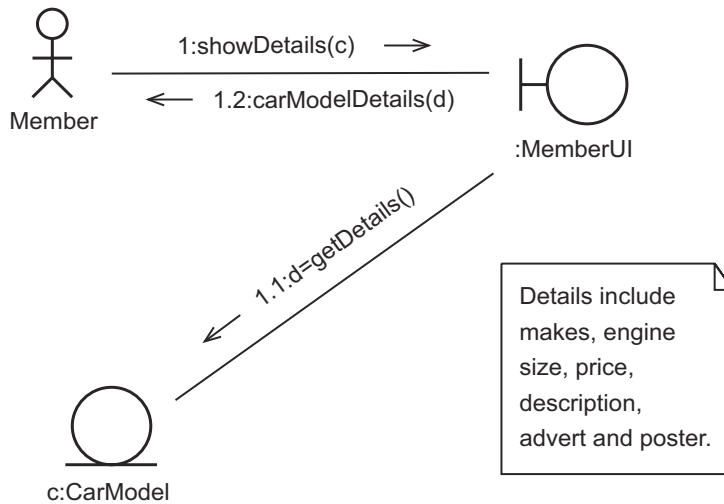 1:showDetails(c)
1.2:carModelDetails(d)
Member
:MemberUI
1.1:d=getDetails()
Details include
makes, engine
size, price,
description,
advert and poster.
c:CarModel